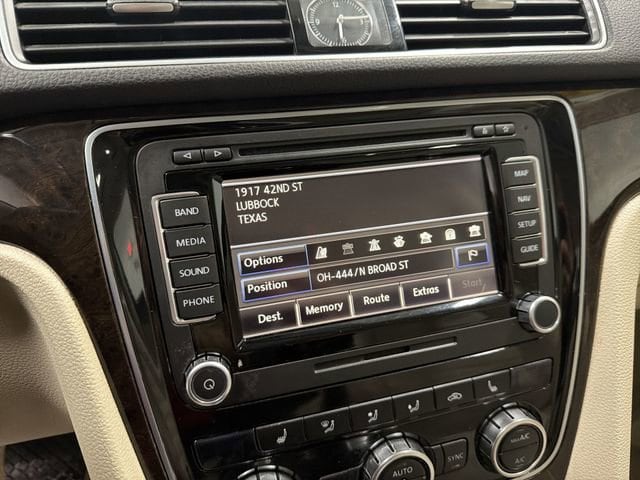 1917 42ND ST
LUBBOCK
TEXAS
Options
Position
OH-444/N BROAD ST
Dest.
Memory
Route
Extras
Start
BAND
MEDIA
SOUND
PHONE
MAP
NAV
SETUP
GUIDE
AUTO
SYNC
Max A/C
A/C